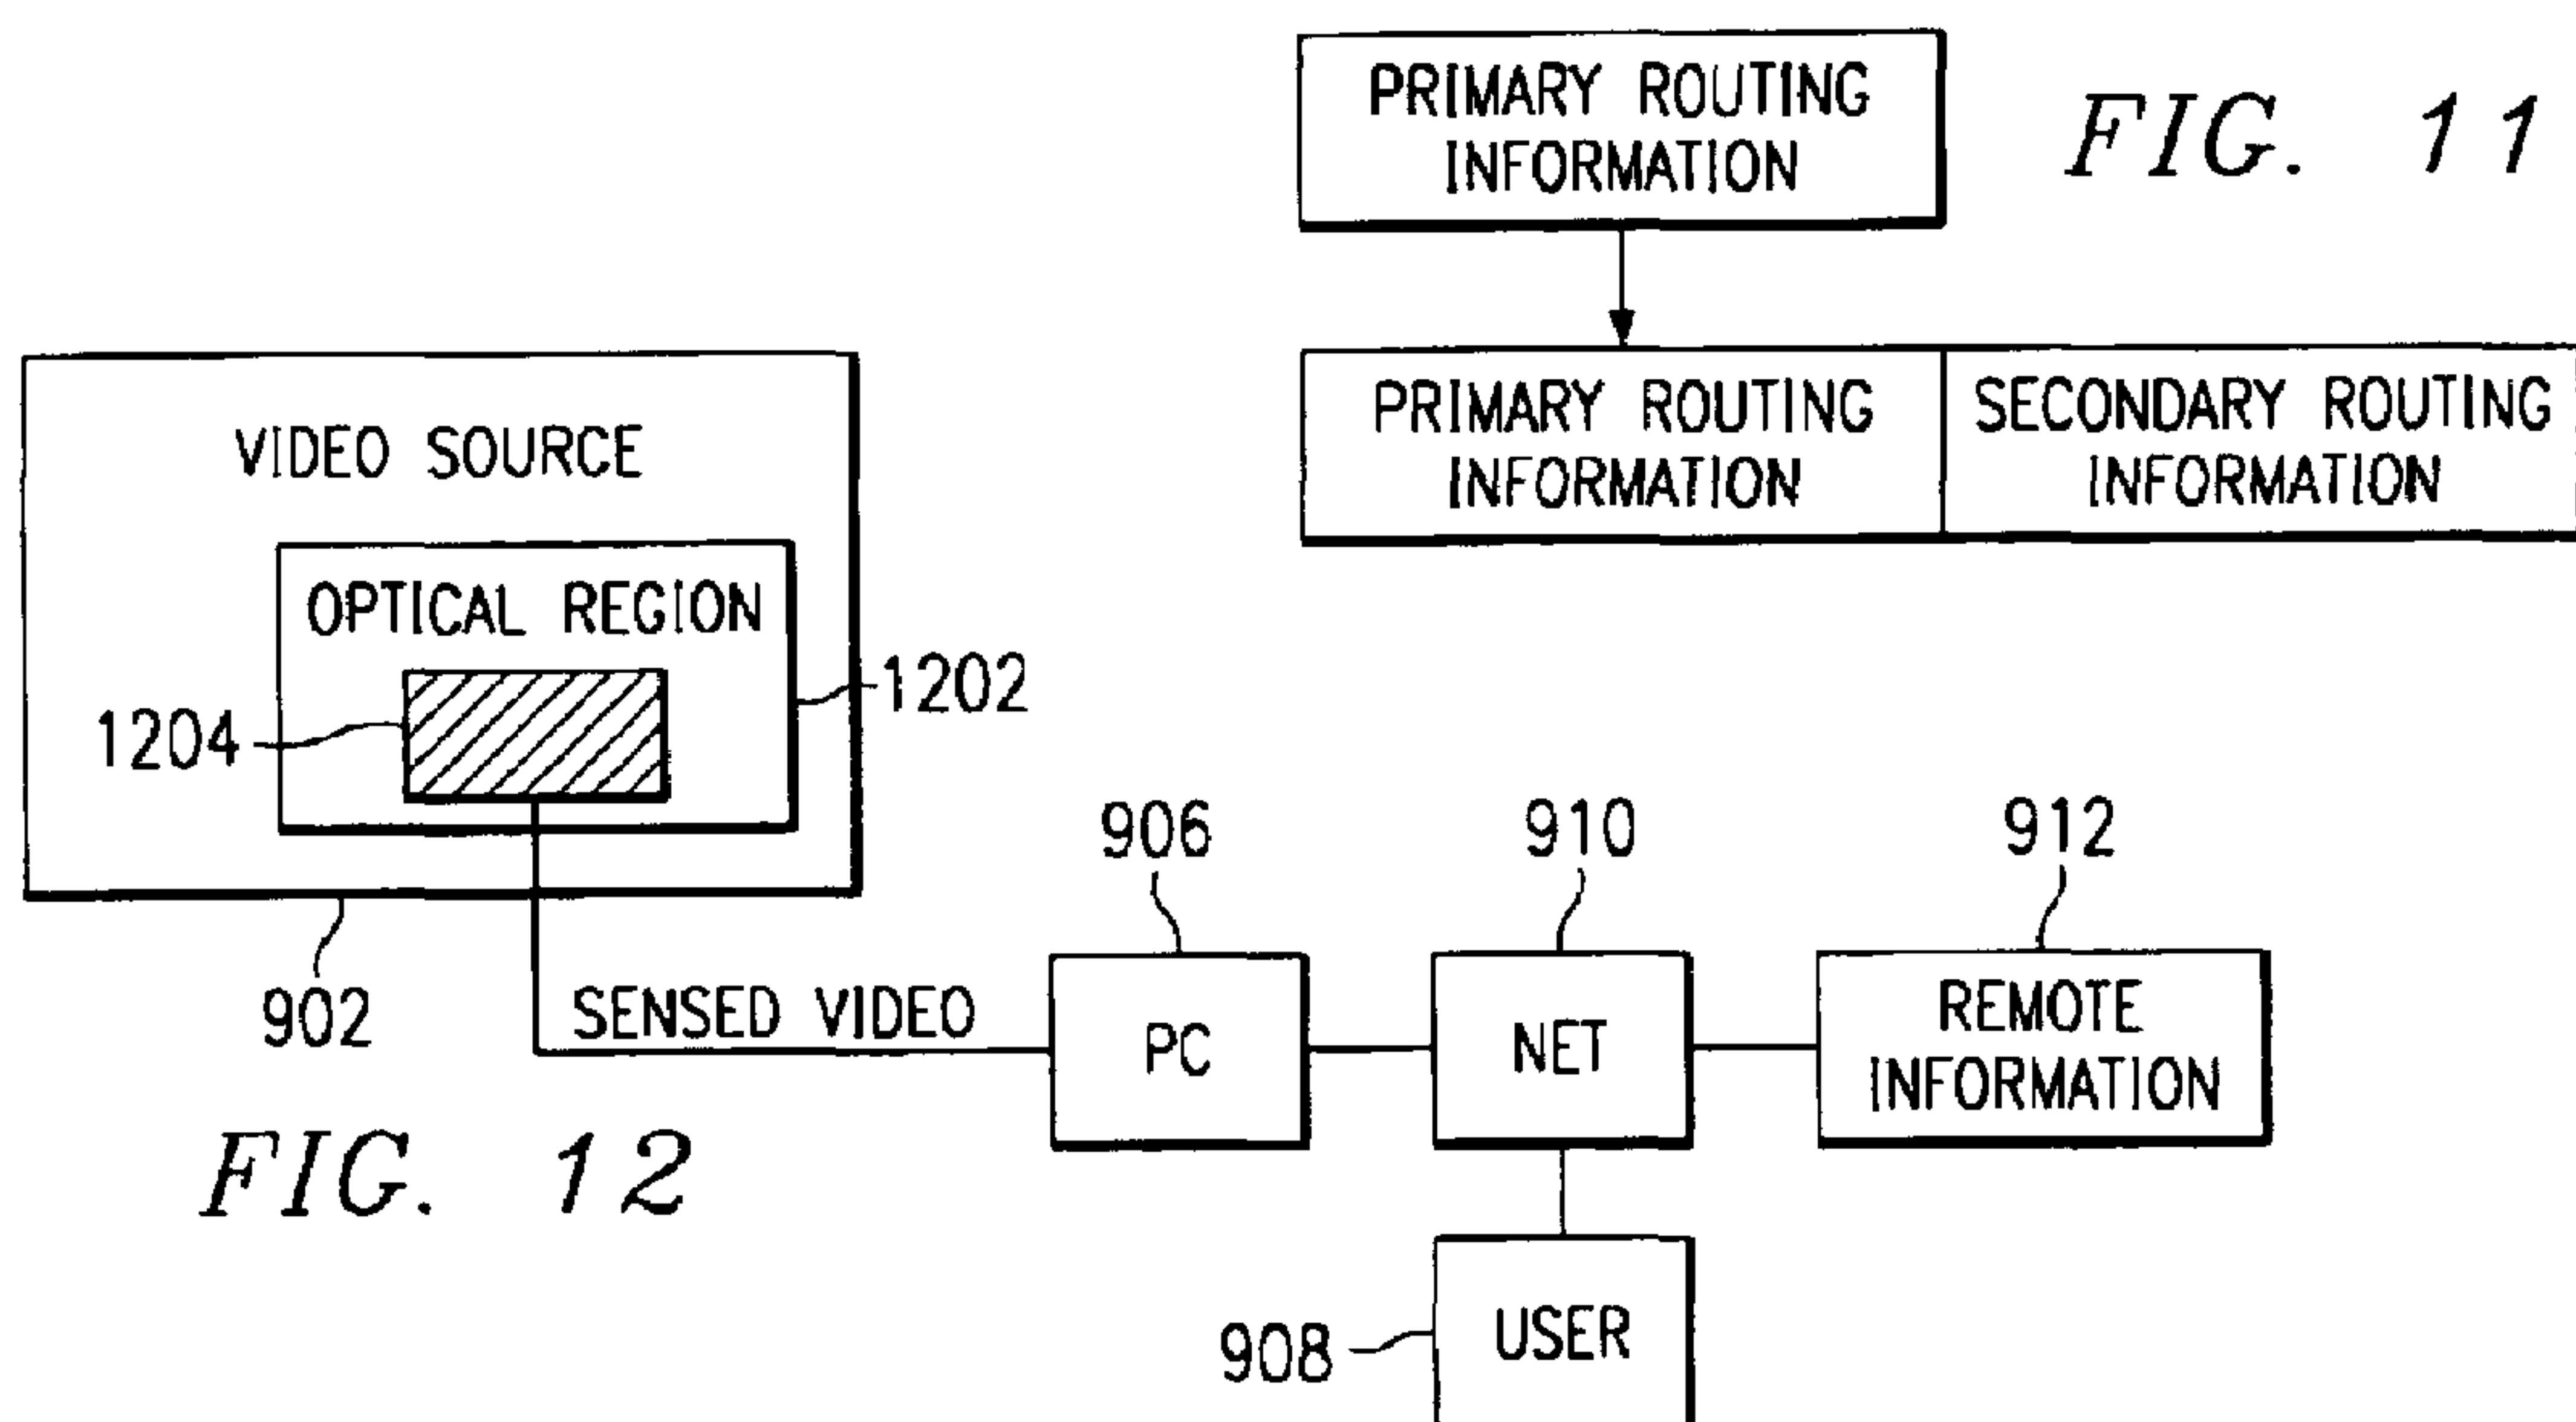 PRIMARY ROUTING
INFORMATION
FIG. 11
PRIMARY ROUTING
INFORMATION
SECONDARY ROUTING
INFORMATION
VIDEO SOURCE
OPTICAL REGION
1202
1204
902
SENSED VIDEO
906
PC
910
NET
912
REMOTE
INFORMATION
908
USER
FIG. 12